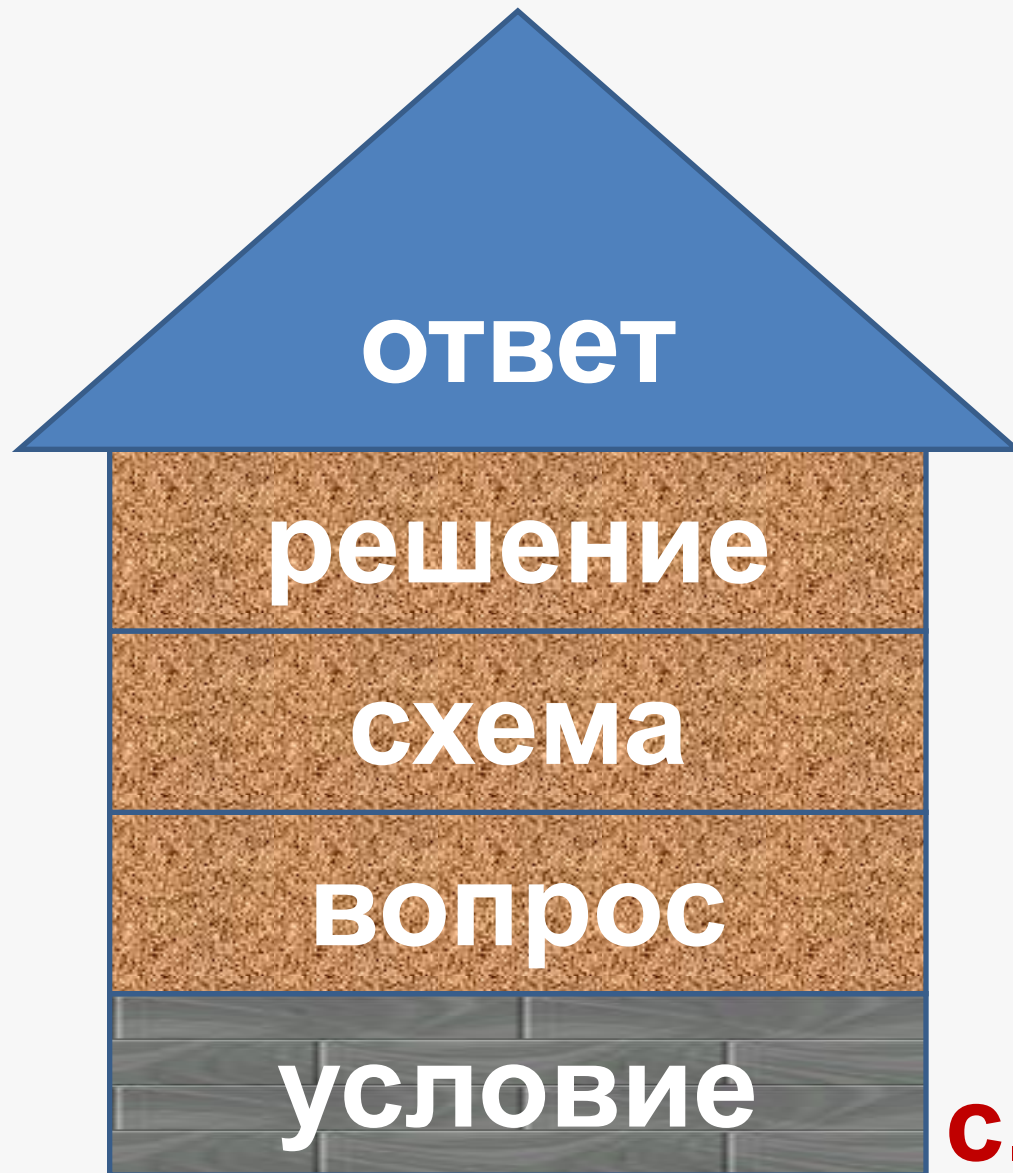 ответ
решение
схема
вопрос
условие
с.